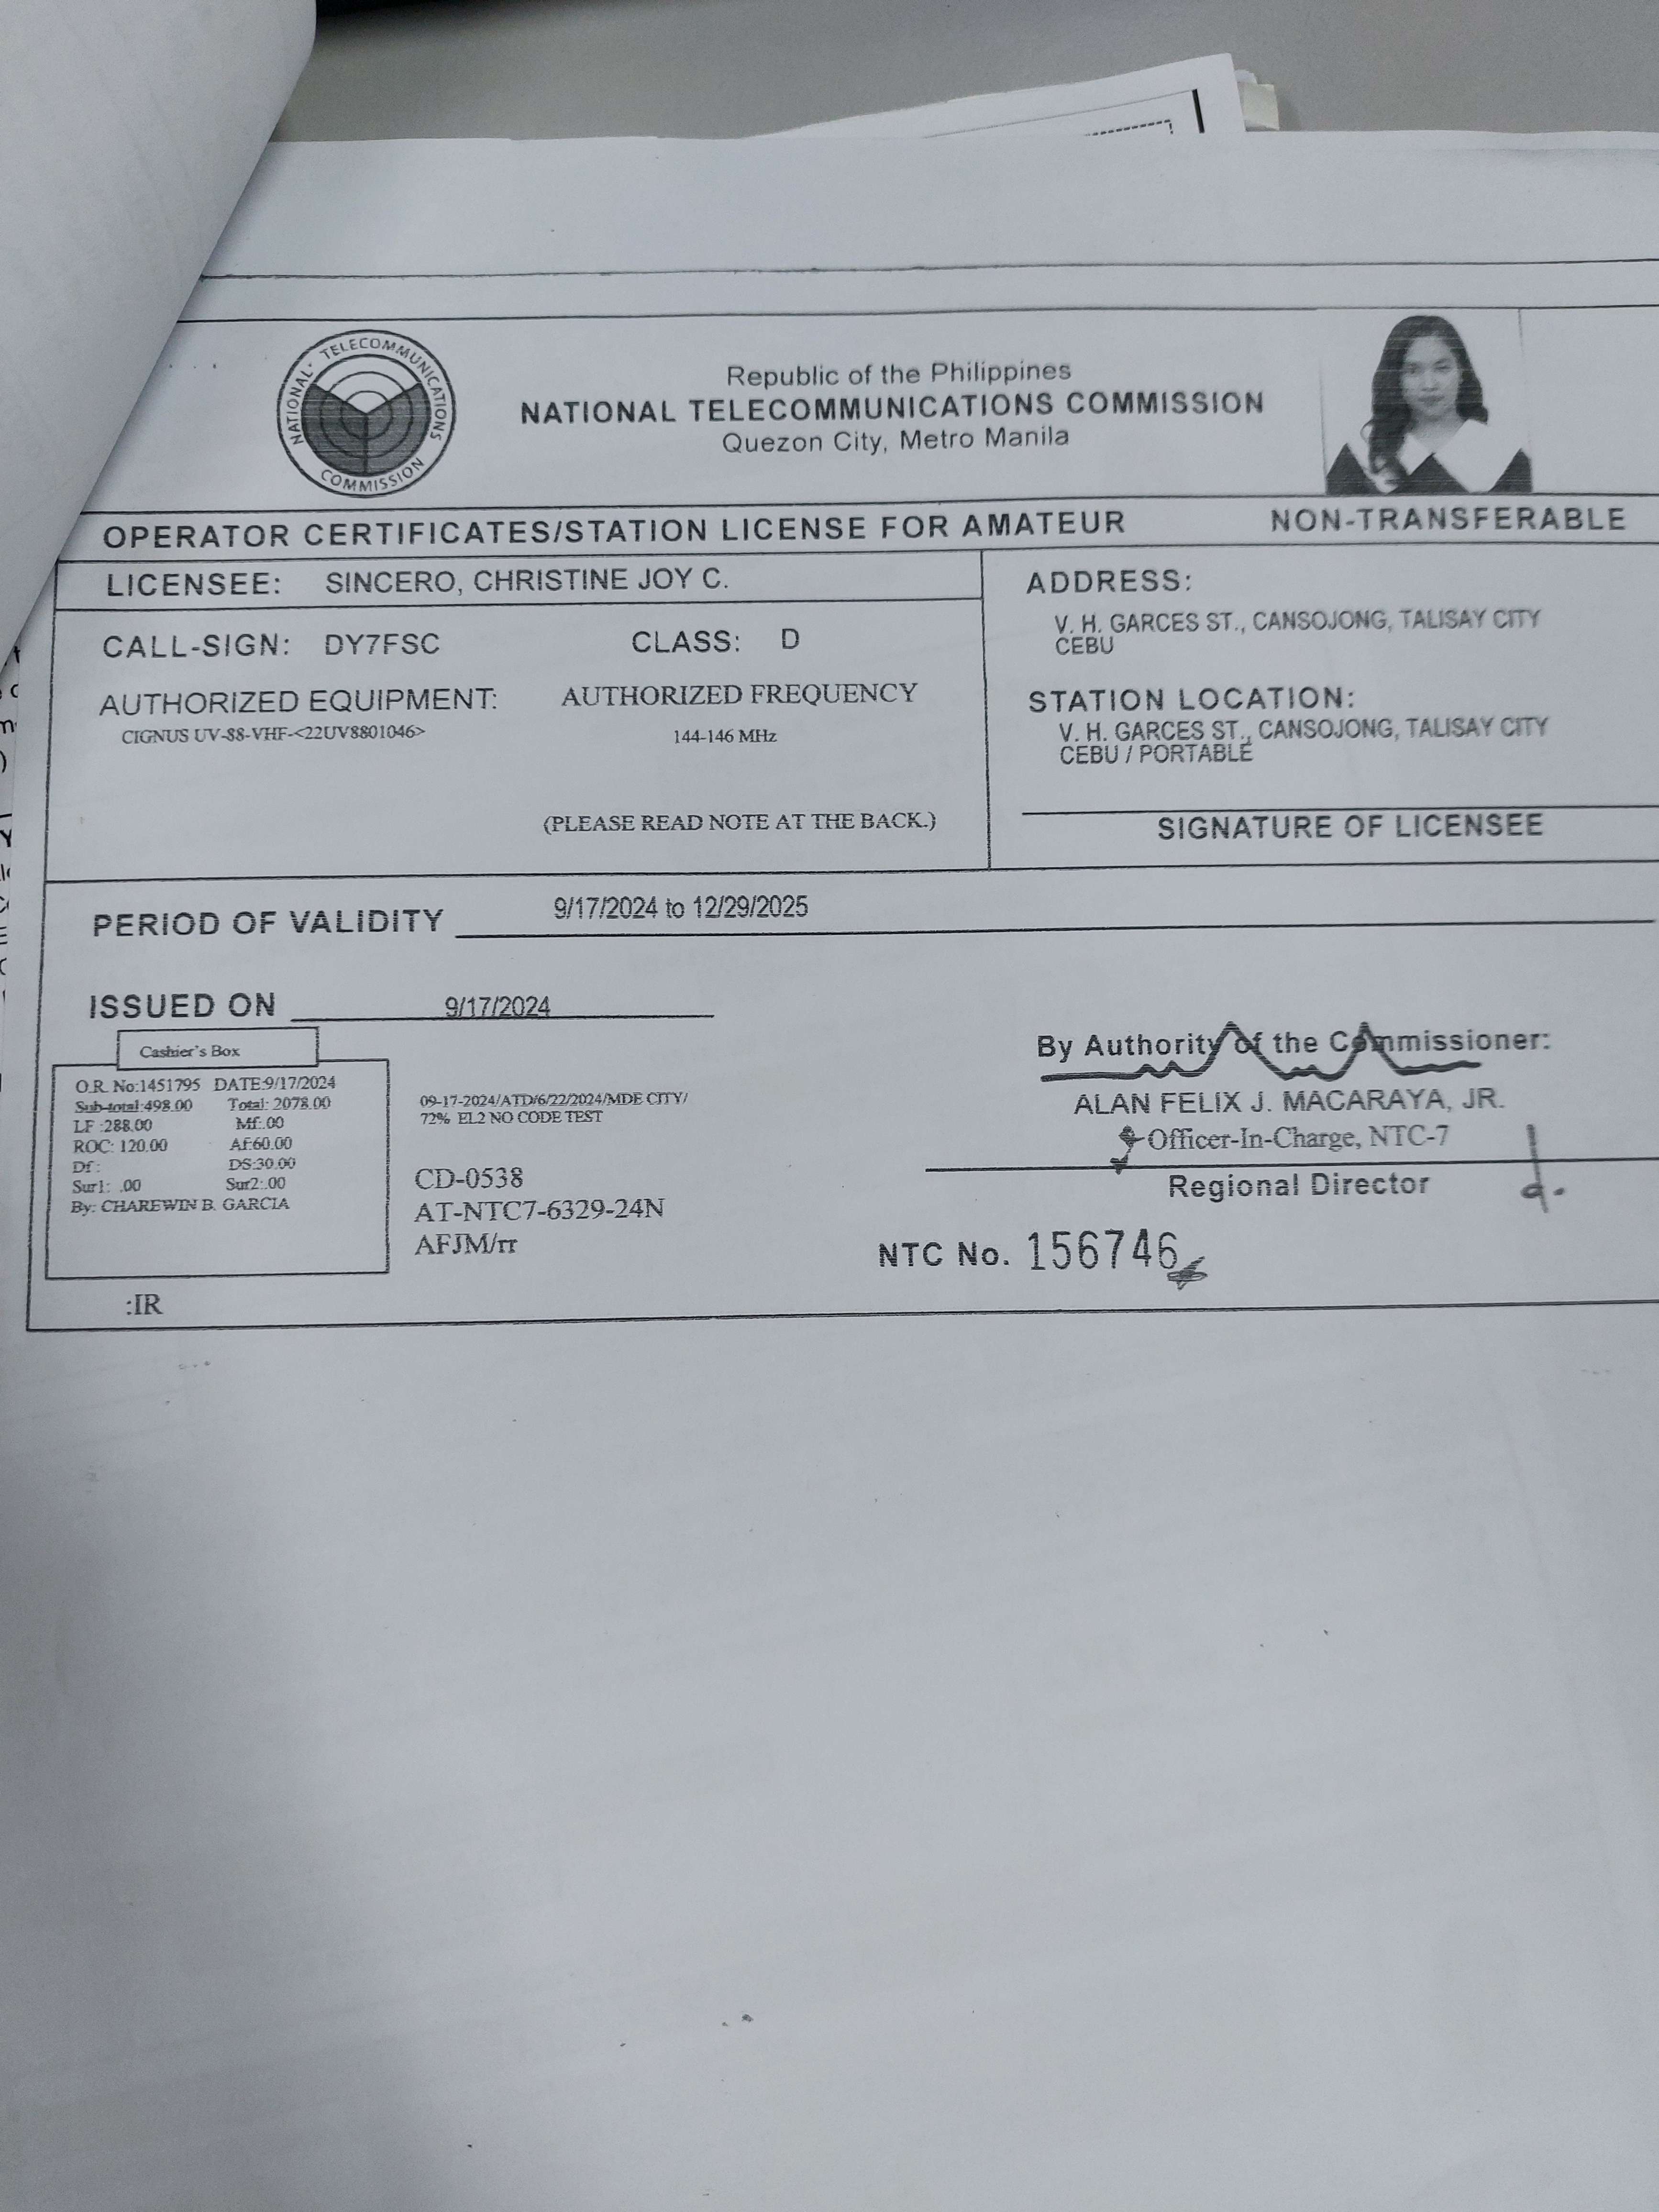 NATIONAL TELECOMMUNICATIONS COMMISSION
Republic of the Philippines
NATIONAL TELECOMMUNICATIONS COMMISSION
Quezon City, Metro Manila
OPERATOR CERTIFICATES/STATION LICENSE FOR AMATEUR NON-TRANSFERABLE
LICENSEE: SINCERO, CHRISTINE JOY C.
CALL-SIGN: DY7FSC CLASS: D
AUTHORIZED EQUIPMENT: AUTHORIZED FREQUENCY
CIGNUS UV-88-VHF-<22UV8801046> 144-146 MHz
(PLEASE READ NOTE AT THE BACK.)
ADDRESS:
V. H. GARCES ST., CANSOJONG, TALISAY CITY
CEBU
STATION LOCATION:
V. H. GARCES ST., CANSOJONG, TALISAY CITY
CEBU / PORTABLE
SIGNATURE OF LICENSEE
PERIOD OF VALIDITY 9/17/2024 to 12/29/2025
ISSUED ON 9/17/2024
Cashier's Box
O.R. No:1451795 DATE:9/17/2024
Sub-total:498.00 Total: 2078.00
LF :288.00 Mf:.00
ROC: 120.00 Af:60.00
Df: DS:30.00
Sur1: .00 Sur2:.00
By: CHAREWIN B. GARCIA
:IR
09-17-2024/ATD/6/22/2024/MDE CITY/
72% EL2 NO CODE TEST
CD-0538
AT-NTC7-6329-24N
AFJM/rr
By Authority of the Commissioner:
ALAN FELIX J. MACARAYA, JR.
Officer-In-Charge, NTC-7
Regional Director
NTC No. 156746